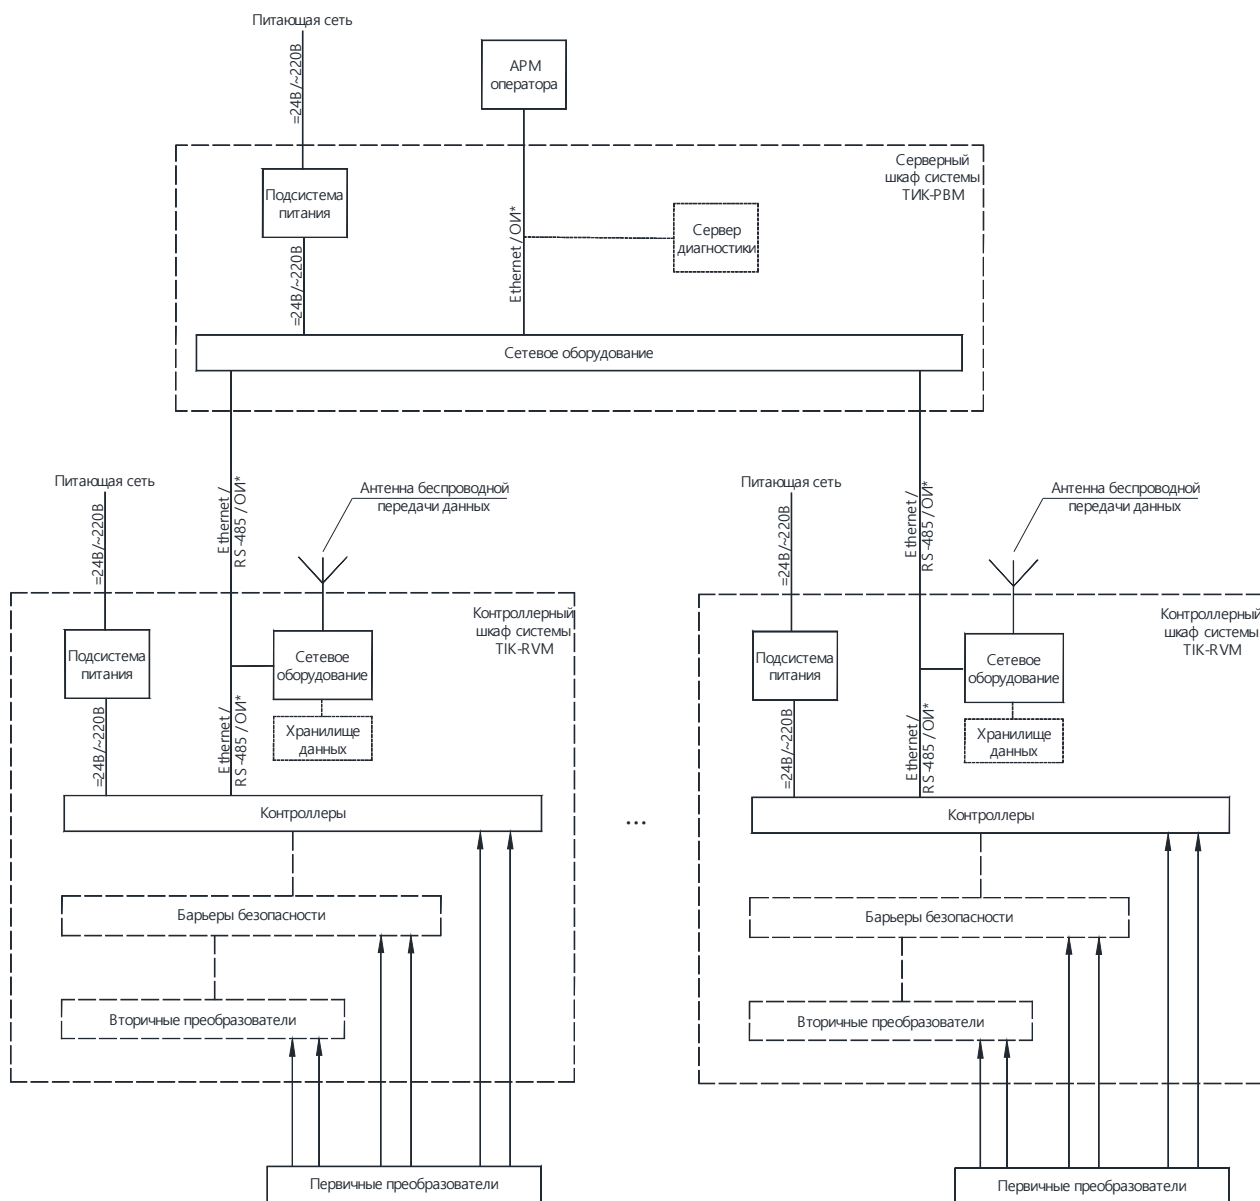 Питающая сеть
=24В/~220В
АРМ
оператора
Серверный
шкаф системы
ТИК-РВМ
Подсистема
питания
=24В/~220В
Ethernet / ОИ*
Сервер
диагностики
Сетевое оборудование
Питающая сеть
=24В/~220В
Ethernet /
RS-485 / ОИ*
Антенна беспроводной
передачи данных
Контроллерный
шкаф системы
TIK-RVM
Подсистема
питания
=24В/~220В
Ethernet /
RS-485 / ОИ*
Сетевое
оборудование
Хранилище
данных
Контроллеры
Барьеры безопасности
Вторичные преобразователи
Первичные преобразователи
...
Питающая сеть
=24В/~220В
Ethernet /
RS-485 / ОИ*
Антенна беспроводной
передачи данных
Контроллерный
шкаф системы
TIK-RVM
Подсистема
питания
=24В/~220В
Ethernet /
RS-485 / ОИ*
Сетевое
оборудование
Хранилище
данных
Контроллеры
Барьеры безопасности
Вторичные преобразователи
Первичные преобразователи